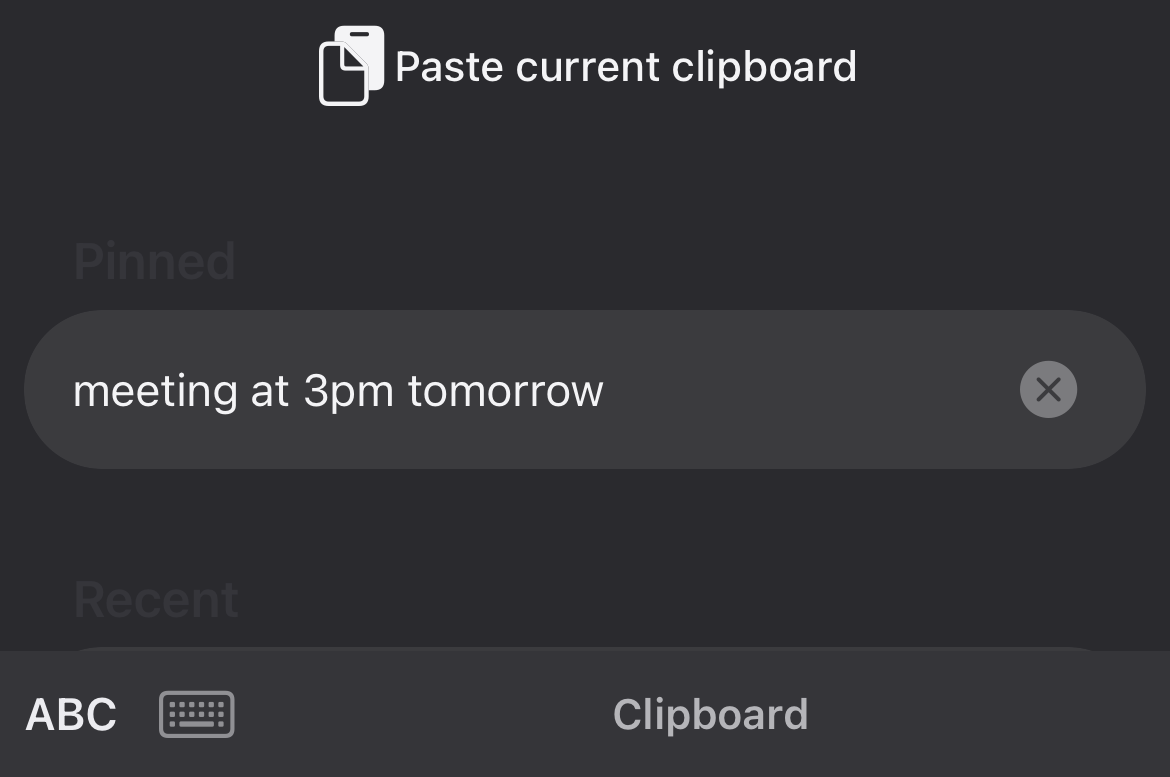 Paste current clipboard
Pinned
meeting at 3pm tomorrow
Recent
ABC
Clipboard